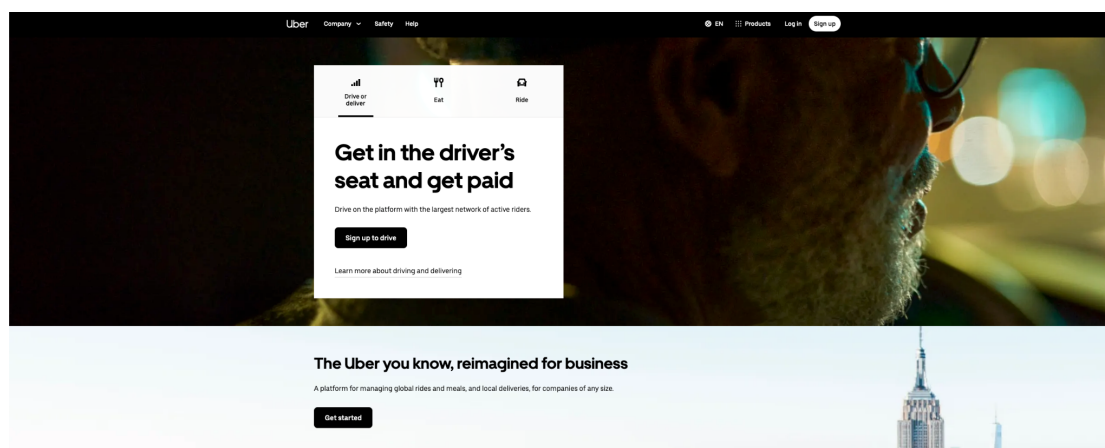 Uber Company Safety Help EN Products Log in Sign up
Drive or
deliver
Eat
Ride
Get in the driver's
seat and get paid
Drive on the platform with the largest network of active riders.
Sign up to drive
Learn more about driving and delivering
The Uber you know, reimagined for business
A platform for managing global rides and meals, and local deliveries, for companies of any size.
Get started